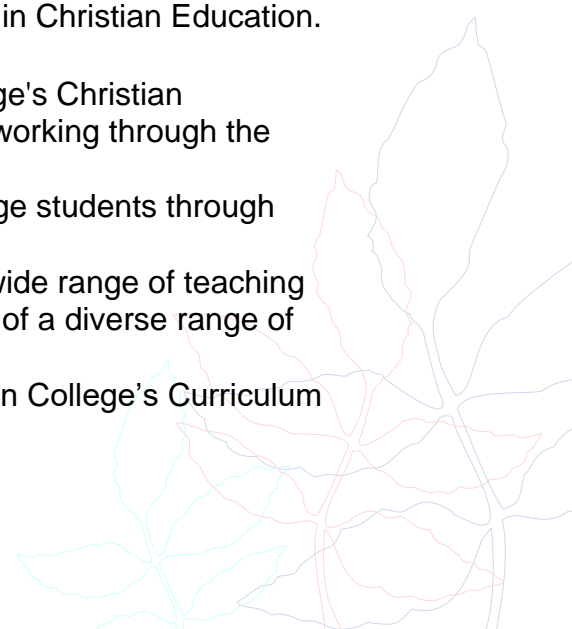 in Christian Education.
ge's Christian
working through the
ge students through
wide range of teaching
of a diverse range of
n College’s Curriculum